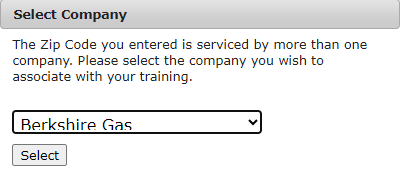 Select Company
The Zip Code you entered is serviced by more than one
company. Please select the company you wish to
associate with your training.
Berkshire Gas
Select